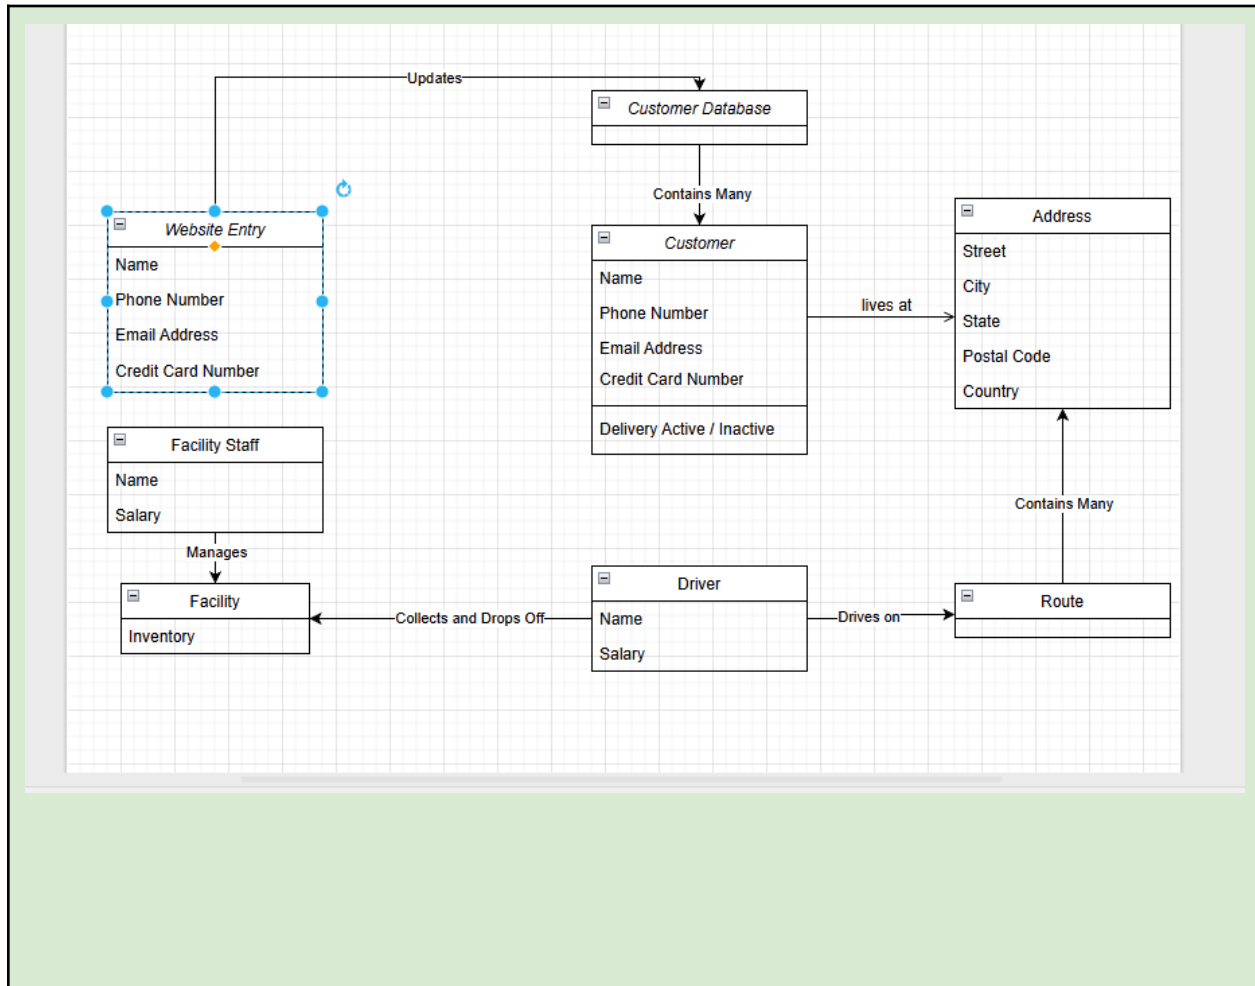 Updates
Customer Database
Contains Many
Website Entry
Name
Phone Number
Email Address
Credit Card Number
Customer
Name
Phone Number
Email Address
Credit Card Number
Delivery Active / Inactive
lives at
Address
Street
City
State
Postal Code
Country
Contains Many
Facility Staff
Name
Salary
Manages
Facility
Inventory
Collects and Drops Off
Driver
Name
Salary
Drives on
Route